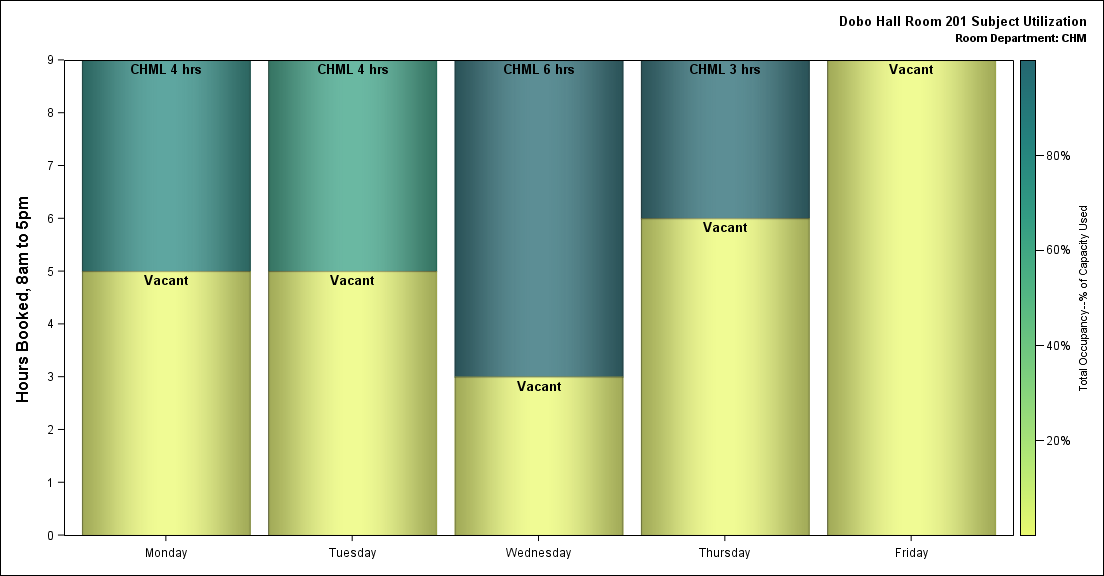 Dobo Hall Room 201 Subject Utilization
Room Department: CHM
Hours Booked, 8am to 5pm
9
8
7
6
5
4
3
2
1
0
CHML 4 hrs
Vacant
CHML 4 hrs
Vacant
CHML 6 hrs
Vacant
CHML 3 hrs
Vacant
Vacant
Monday
Tuesday
Wednesday
Thursday
Friday
80%
60%
40%
20%
Total Occupancy--% of Capacity Used